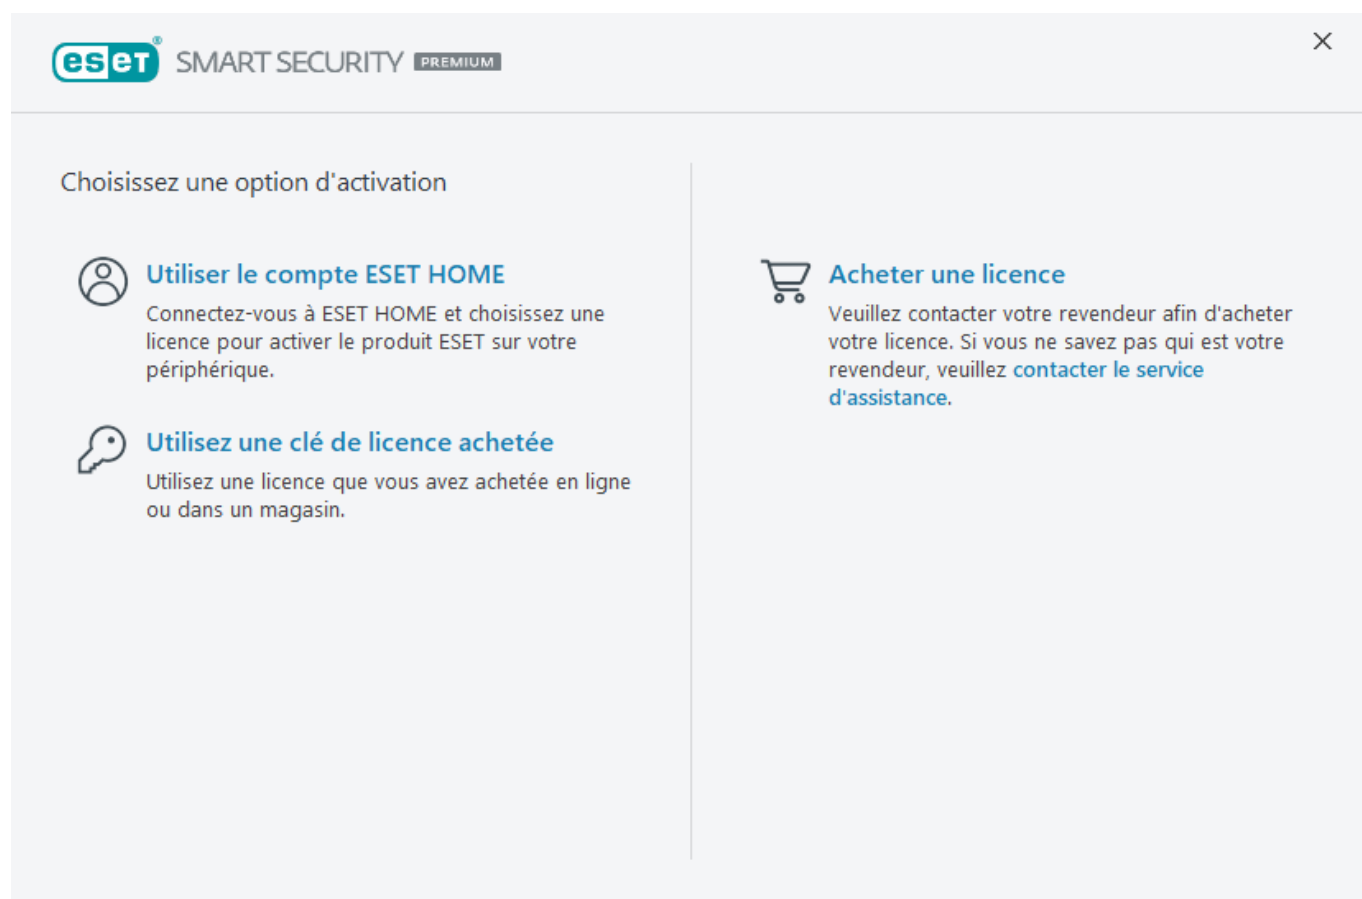 eset® SMART SECURITY PREMIUM
Choisissez une option d'activation
Utiliser le compte ESET HOME
Connectez-vous à ESET HOME et choisissez une
licence pour activer le produit ESET sur votre
périphérique.
Utilisez une clé de licence achetée
Utilisez une licence que vous avez achetée en ligne
ou dans un magasin.
Acheter une licence
Veuillez contacter votre revendeur afin d'acheter
votre licence. Si vous ne savez pas qui est votre
revendeur, veuillez contacter le service
d'assistance.